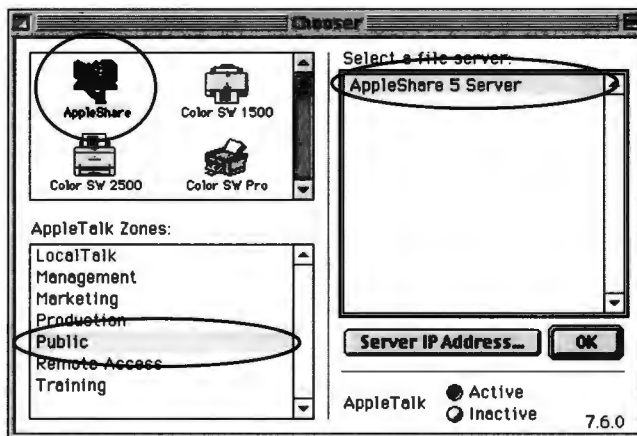 Chooser
AppleShare
Color SW 1500
Color SW 2500
Color SW Pro
AppleTalk Zones:
LocalTalk
Management
Marketing
Production
Public
Remote Access
Training
Select a file server:
AppleShare 5 Server
Server IP Address...
OK
AppleTalk
Active
Inactive
7.6.0